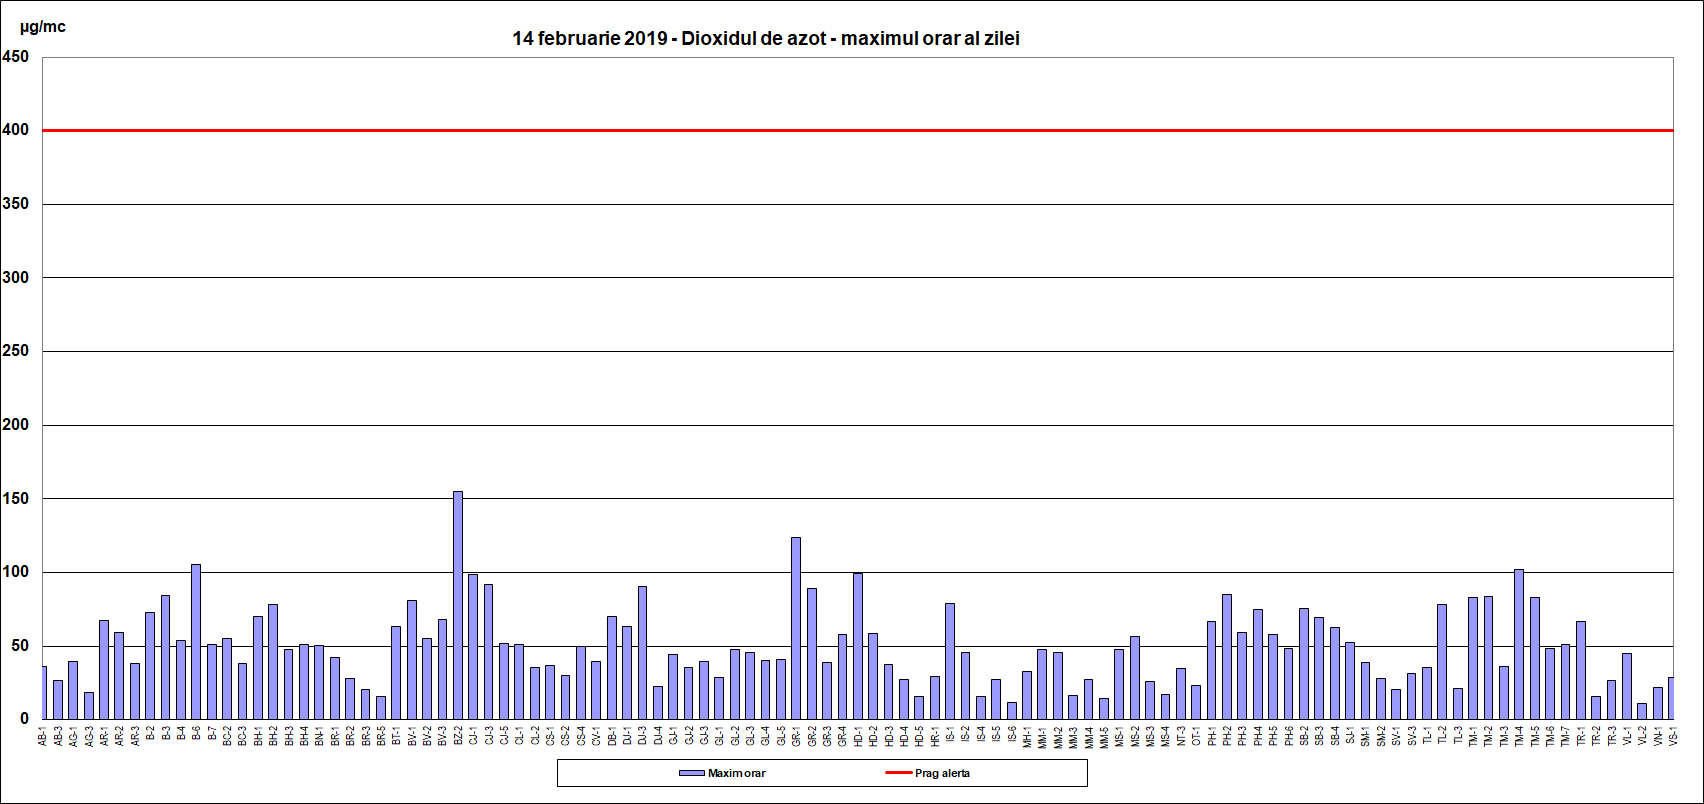 µg/mc
14 februarie 2019 - Dioxidul de azot - maximul orar al zilei
450
400
350
300
250
200
150
100
50
0
AB-1 AB-3 AG-1 AG-3 AR-1 AR-2 AR-3 B-2 B-3 B-4 B-6 B-7 BC-2 BC-3 BH-1 BH-2 BH-3 BH-4 BN-1 BR-1 BR-2 BR-3 BR-5 BT-1 BV-1 BV-2 BV-3 BZ-2 CJ-1 CJ-3 CJ-5 CL-1 CL-2 CS-1 CS-2 CS-4 CV-1 DB-1 DJ-1 DJ-3 DJ-4 GJ-1 GJ-2 GJ-3 GL-1 GL-2 GL-4 GL-5 GR-1 GR-2 GR-3 GR-4 HD-1 HD-2 HD-3 HD-4 HD-5 HR-1 IS-1 IS-2 IS-4 IS-5 IS-6 MH-1 MM-1 MM-2 MM-3 MM-4 MM-5 MS-1 MS-2 MS-3 MS-4 NT-3 OT-1 PH-1 PH-2 PH-3 PH-4 PH-5 PH-6 SB-2 SB-3 SB-4 SJ-1 SM-1 SM-2 SV-1 SV-3 TL-1 TL-2 TL-3 TM-1 TM-2 TM-3 TM-4 TM-5 TM-6 TM-7 TR-1 TR-2 TR-3 VL-1 VL-2 VN-1 VS-1
Maxim orar Prag alerta